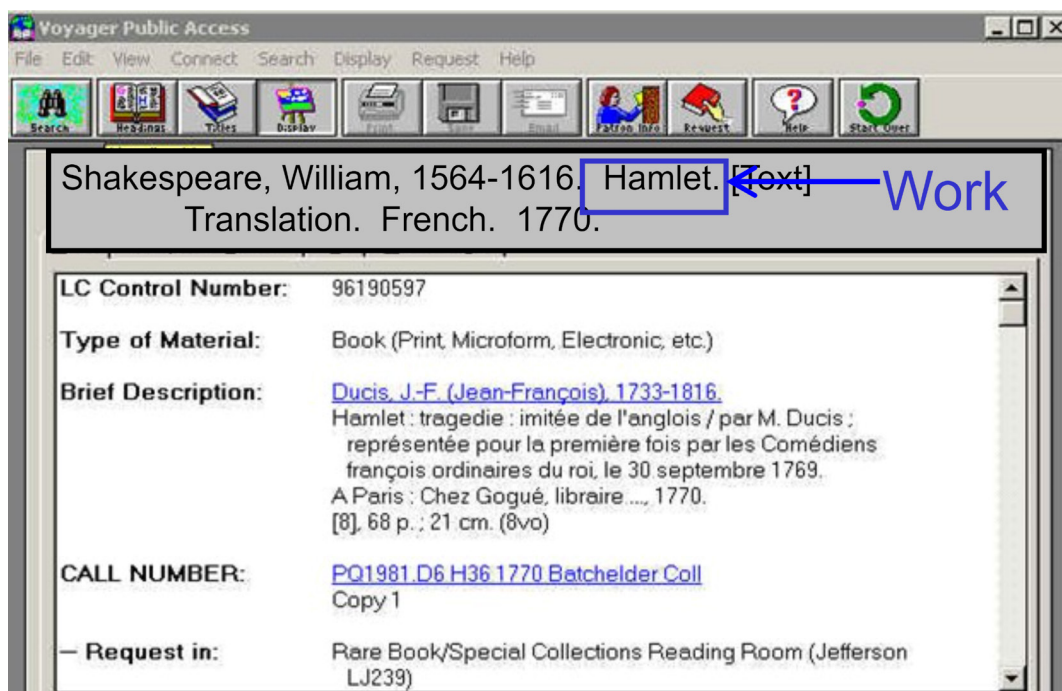 Voyager Public Access
File Edit View Connect Search Display Request Help
Search Headings Titles Display Print Save Email Patron Info Request Help Start Over
Shakespeare, William, 1564-1616. Hamlet. [Text] Work
Translation. French. 1770.
LC Control Number: 96190597
Type of Material: Book (Print, Microform, Electronic, etc.)
Brief Description: Ducis, J.-F. (Jean-François), 1733-1816.
Hamlet : tragedie : imitée de l'anglois / par M. Ducis ;
représentée pour la première fois par les Comédiens
françois ordinaires du roi, le 30 septembre 1769.
A Paris : Chez Gogué, libraire ..., 1770.
[8], 68 p. ; 21 cm. (8vo)
CALL NUMBER: PQ1981.D6 H36 1770 Batchelder Coll
Copy 1
– Request in: Rare Book/Special Collections Reading Room (Jefferson
LJ239)